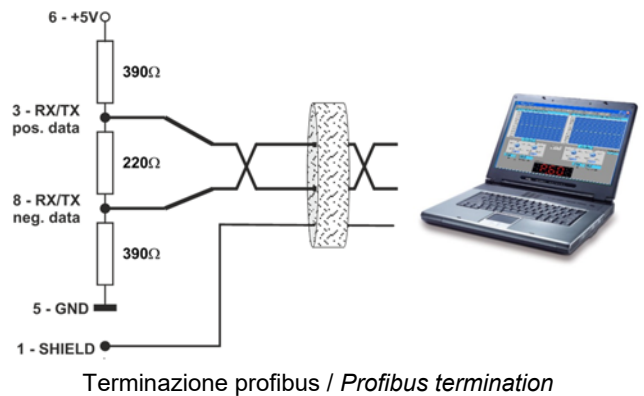 6 - +5V
390Ω
3 - RX/TX
pos. data
220Ω
8 - RX/TX
neg. data
390Ω
5 - GND
1 - SHIELD
Terminazione profibus / Profibus termination